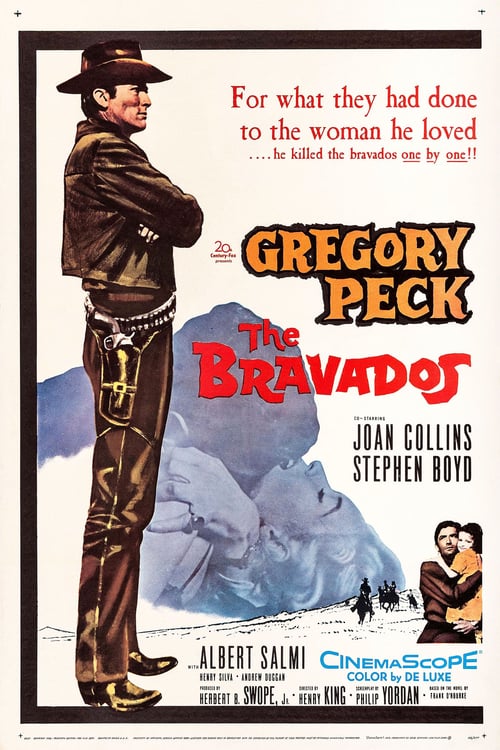 For what they had done
to the woman he loved
....he killed the bravados one by one!!
20th
Century-Fox
presents
GREGORY
PECK
The
BRAVADOS
CO-STARRING
JOAN COLLINS
STEPHEN BOYD
WITH ALBERT SALMI
HENRY SILVA • ANDREW DUGGAN
CINEMASCOPE
COLOR by DE LUXE
PRODUCED BY HERBERT B. SWOPE, Jr.
DIRECTED BY HENRY KING
SCREENPLAY BY PHILIP YORDAN
BASED ON THE NOVEL BY FRANK O'ROURKE